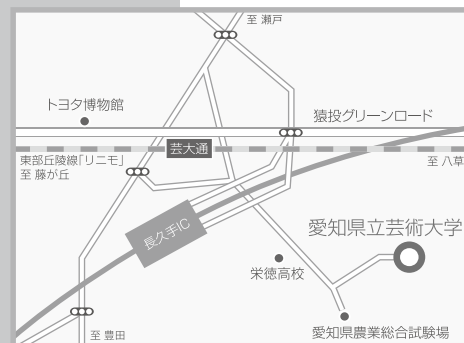 至 瀬戸
トヨタ博物館
猿投グリーンロード
芸大通
東部丘陵線「リニモ」
至 藤が丘
至 八草
長久手IC
愛知県立芸術大学
栄徳高校
愛知県農業総合試験場
至 豊田